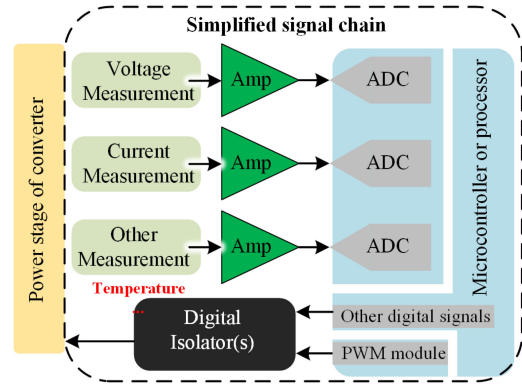 Simplified signal chain
Power stage of converter
Voltage
Measurement
Amp
ADC
Current
Measurement
Amp
ADC
Other
Measurement
Amp
ADC
Temperature
...
Digital
Isolator(s)
Other digital signals
PWM module
Microcontroller or processor